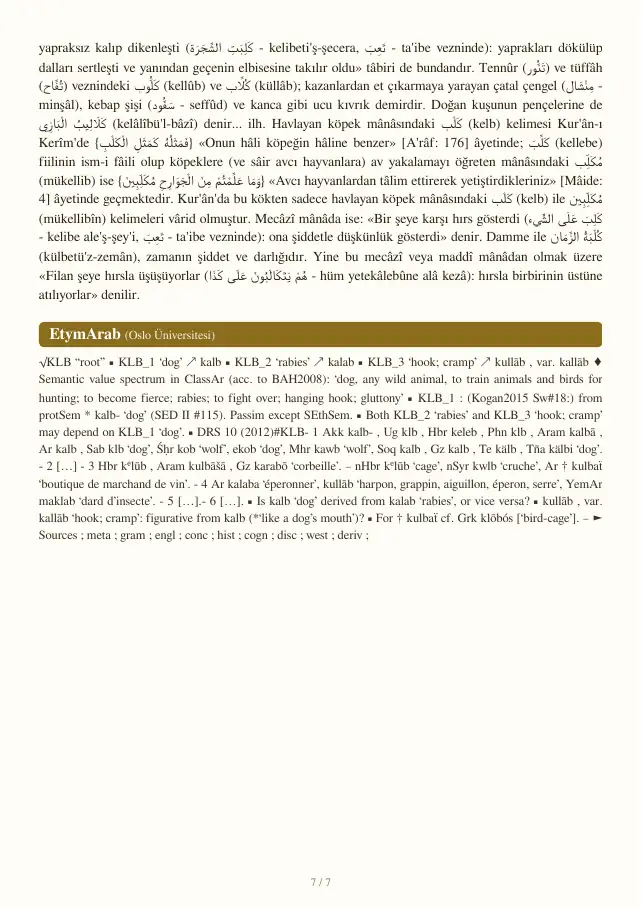 yapraksız kalıp dikenleşti (كَلِبَتِ الشَّجَرَة - kelibeti'ş-şecera, تَعِبَ - ta'ibe vezninde): yaprakları dökülüp
dalları sertleşti ve yanından geçenin elbisesine takılır oldu» tâbiri de bundandır. Tennûr (تَنُّور) ve tüffâh
(تُفَّاح) veznindeki كَلُّوب (kellûb) ve كُلَّاب (küllâb); kazanlardan et çıkarmaya yarayan çatal çengel (مِنْشَال -
minşâl), kebap şişi (سَفُّود - seffûd) ve kanca gibi ucu kıvrık demirdir. Doğan kuşunun pençelerine de
كَلَالِيبُ الْبَازِي (kelâlîbü'l-bâzî) denir... ilh. Havlayan köpek mânâsındaki كَلْب (kelb) kelimesi Kur'ân-ı
Kerîm'de {فَمَثَلُهُ كَمَثَلِ الْكَلْبِ} «Onun hâli köpeğin hâline benzer» [A'râf: 176] âyetinde; كَلَّبَ (kellebe)
fiilinin ism-i fâili olup köpeklere (ve sâir avcı hayvanlara) av yakalamayı öğreten mânâsındaki مُكَلِّب
(mükellib) ise {وَمَا عَلَّمْتُمْ مِنَ الْجَوَارِحِ مُكَلِّبِينَ} «Avcı hayvanlardan tâlim ettirerek yetiştirdikleriniz» [Mâide:
4] âyetinde geçmektedir. Kur'ân'da bu kökten sadece havlayan köpek mânâsındaki كَلْب (kelb) ile مُكَلِّبِينَ
(mükellibîn) kelimeleri vârid olmuştur. Mecâzî mânâda ise: «Bir şeye karşı hırs gösterdi (كَلِبَ عَلَى الشَّيْءِ
- kelibe ale'ş-şey'i, تَعِبَ - ta'ibe vezninde): ona şiddetle düşkünlük gösterdi» denir. Damme ile كُلْبَةُ الزَّمَان
(külbetü'z-zemân), zamanın şiddet ve darlığıdır. Yine bu mecâzî veya maddî mânâdan olmak üzere
«Filan şeye hırsla üşüşüyorlar (هُمْ يَتَكَالَبُونَ عَلَى كَذَا - hüm yetekâlebûne alâ kezâ): hırsla birbirinin üstüne
atılıyorlar» denilir.
EtymArab (Oslo Üniversitesi)
√KLB “root” ▪ KLB_1 ‘dog’ ↗ kalb ▪ KLB_2 ‘rabies’ ↗ kalab ▪ KLB_3 ‘hook; cramp’ ↗ kullāb , var. kallāb ♦
Semantic value spectrum in ClassAr (acc. to BAH2008): ‘dog, any wild animal, to train animals and birds for
hunting; to become fierce; rabies; to fight over; hanging hook; gluttony’ ▪ KLB_1 : (Kogan2015 Sw#18:) from
protSem * kalb- ‘dog’ (SED II #115). Passim except SEthSem. ▪ Both KLB_2 ‘rabies’ and KLB_3 ‘hook; cramp’
may depend on KLB_1 ‘dog’. ▪ DRS 10 (2012)#KLB- 1 Akk kalb- , Ug klb , Hbr keleb , Phn klb , Aram kalbā ,
Ar kalb , Sab klb ‘dog’, Śḥr kob ‘wolf’, ekob ‘dog’, Mhr kawb ‘wolf’, Soq kalb , Gz kalb , Te kälb , Tña kälbi ‘dog’.
- 2 […] - 3 Hbr kᵉlūb , Aram kulbāšā , Gz karabō ‘corbeille’. – nHbr kᵉlūb ‘cage’, nSyr kwlb ‘cruche’, Ar † kulbaẗ
‘boutique de marchand de vin’. - 4 Ar kalaba ‘éperonner’, kullāb ‘harpon, grappin, aiguillon, éperon, serre’, YemAr
maklab ‘dard d’insecte’. - 5 […].- 6 […]. ▪ Is kalb ‘dog’ derived from kalab ‘rabies’, or vice versa? ▪ kullāb , var.
kallāb ‘hook; cramp’: figurative from kalb (*‘like a dog’s mouth’)? ▪ For † kulbaẗ cf. Grk klōbós [‘bird-cage’]. – ►
Sources ; meta ; gram ; engl ; conc ; hist ; cogn ; disc ; west ; deriv ;
7 / 7